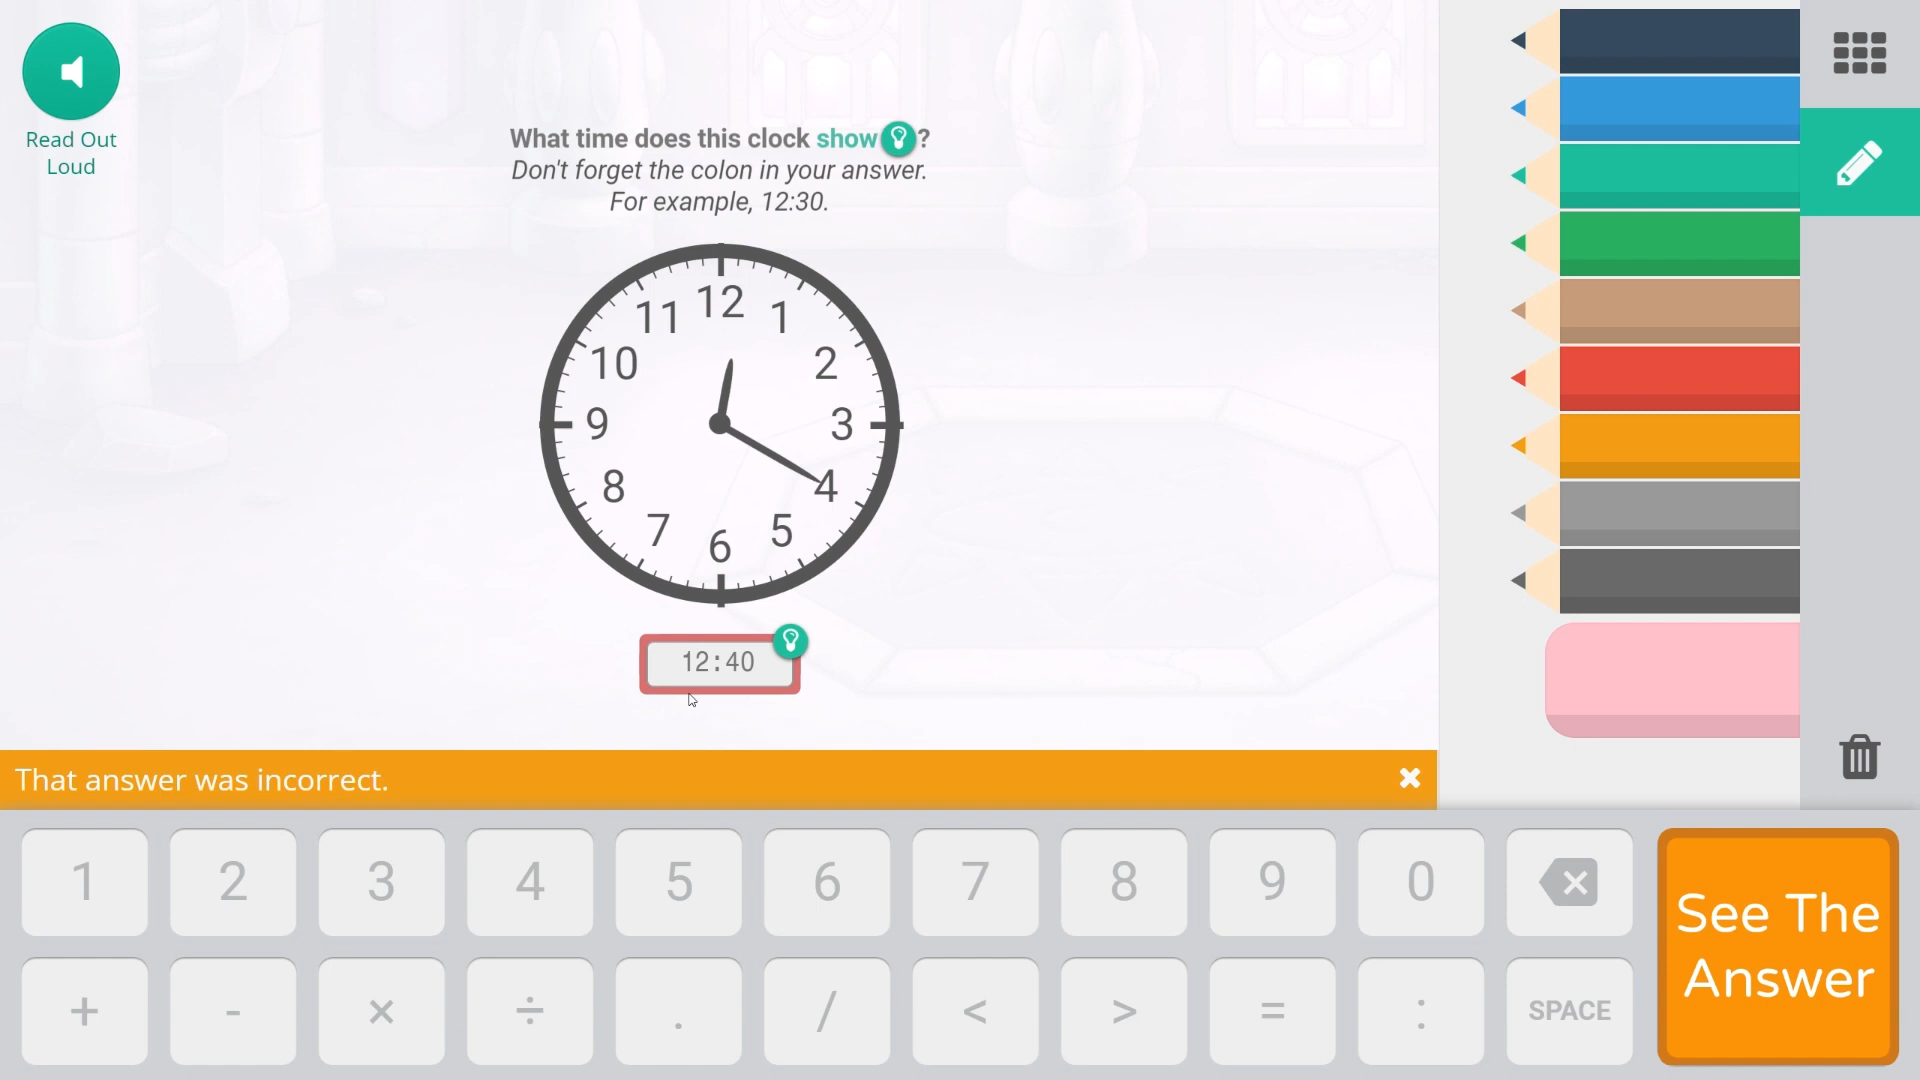 Read Out
Loud
What time does this clock show?
Don't forget the colon in your answer.
For example, 12:30.
12
11 1
10 2
9 3
8 4
7 5
6
12:40
That answer was incorrect.
1 2 3 4 5 6 7 8 9 0
+ - × ÷ . / < > = : SPACE
See The
Answer